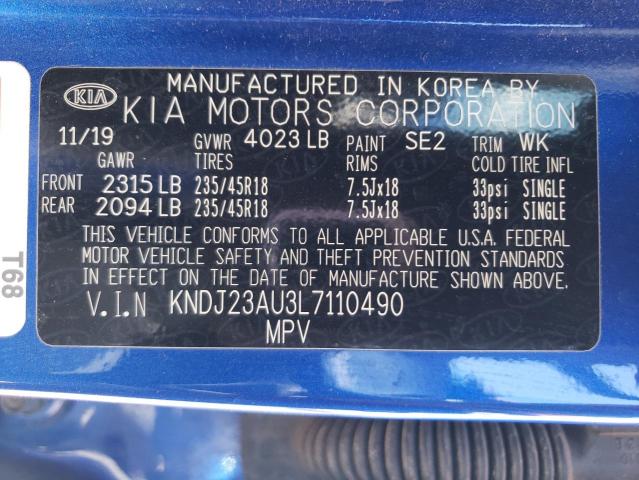 MANUFACTURED IN KOREA BY
KIA KIA MOTORS CORPORATION
11/19 GVWR 4023 LB PAINT SE2 TRIM WK
GAWR TIRES RIMS COLD TIRE INFL
FRONT 2315 LB 235/45R18 7.5Jx18 33psi SINGLE
REAR 2094 LB 235/45R18 7.5Jx18 33psi SINGLE
THIS VEHICLE CONFORMS TO ALL APPLICABLE U.S.A. FEDERAL
MOTOR VEHICLE SAFETY AND THEFT PREVENTION STANDARDS
IN EFFECT ON THE DATE OF MANUFACTURE SHOWN ABOVE.
V.I.N KNDJ23AU3L7110490
MPV
T68